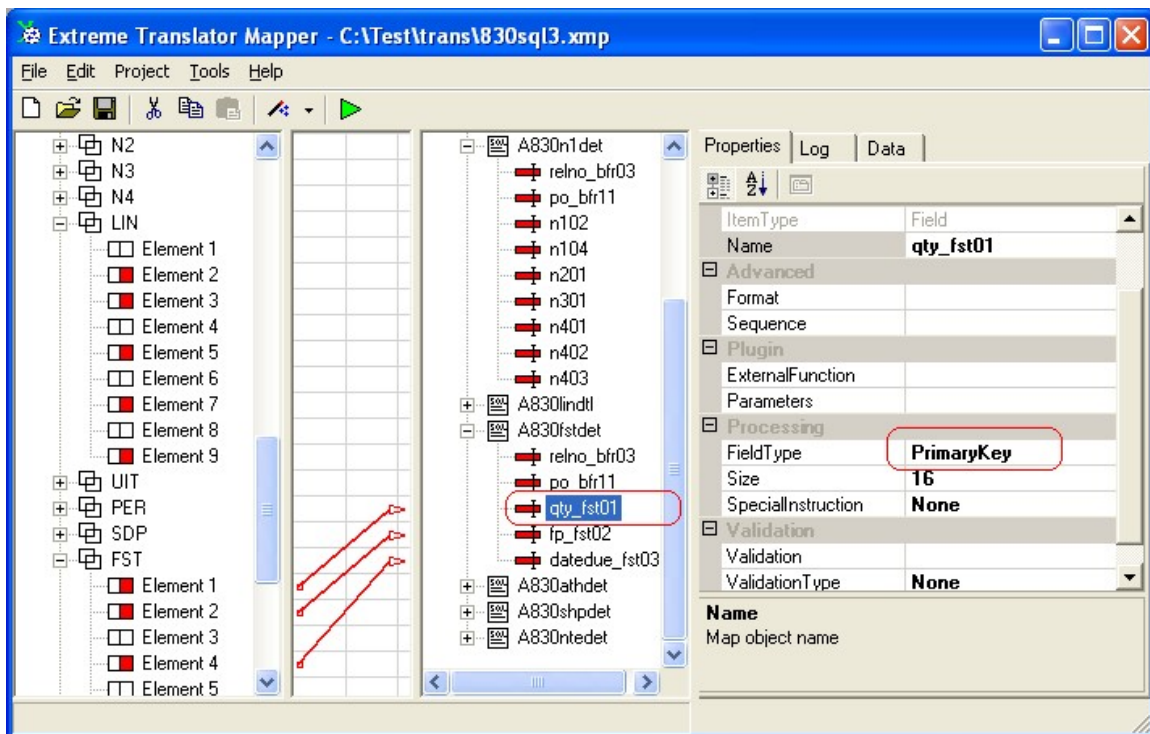 Extreme Translator Mapper - C:\Test\trans\830sql3.xmp
File Edit Project Tools Help
N2
N3
N4
LIN
Element 1
Element 2
Element 3
Element 4
Element 5
Element 6
Element 7
Element 8
Element 9
UIT
PER
SDP
FST
Element 1
Element 2
Element 3
Element 4
Element 5
A830n1det
relno_bfr03
po_bfr11
n102
n104
n201
n301
n401
n402
n403
A830lindtl
A830fstdet
relno_bfr03
po_bfr11
qty_fst01
fp_fst02
datedue_fst03
A830athdet
A830shpdet
A830ntedet
Properties Log Data
ItemType Field
Name qty_fst01
Advanced
Format
Sequence
Plugin
ExternalFunction
Parameters
Processing
FieldType PrimaryKey
Size 16
SpecialInstruction None
Validation
Validation
ValidationType None
Name
Map object name